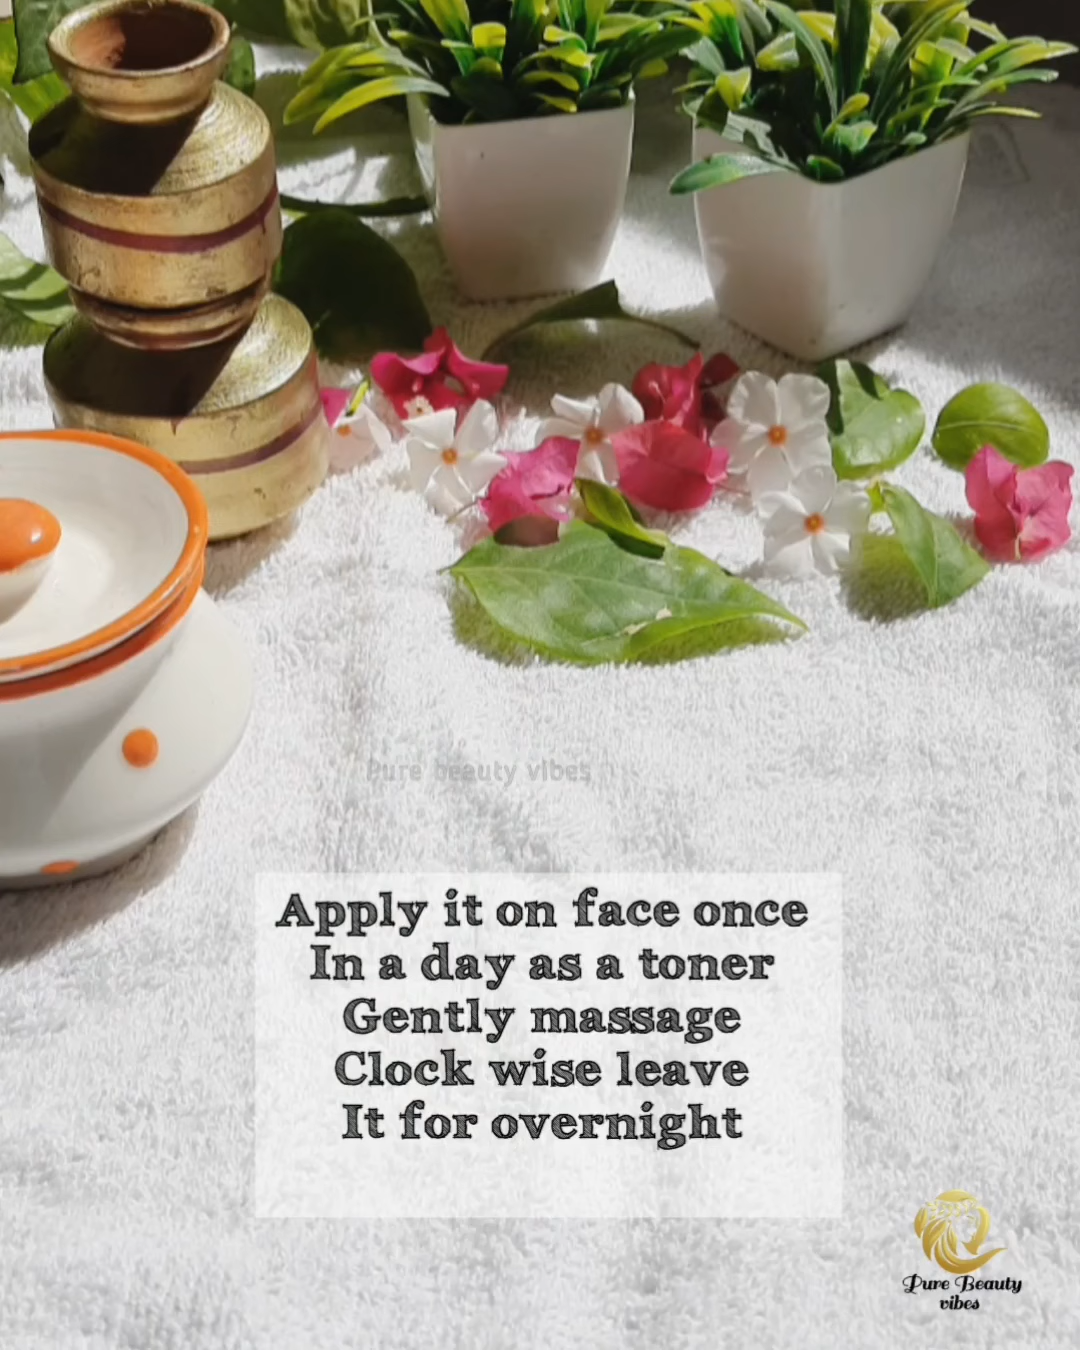 Pure beauty vibes
Apply it on face once
In a day as a toner
Gently massage
Clock wise leave
It for overnight
Pure Beauty
vibes